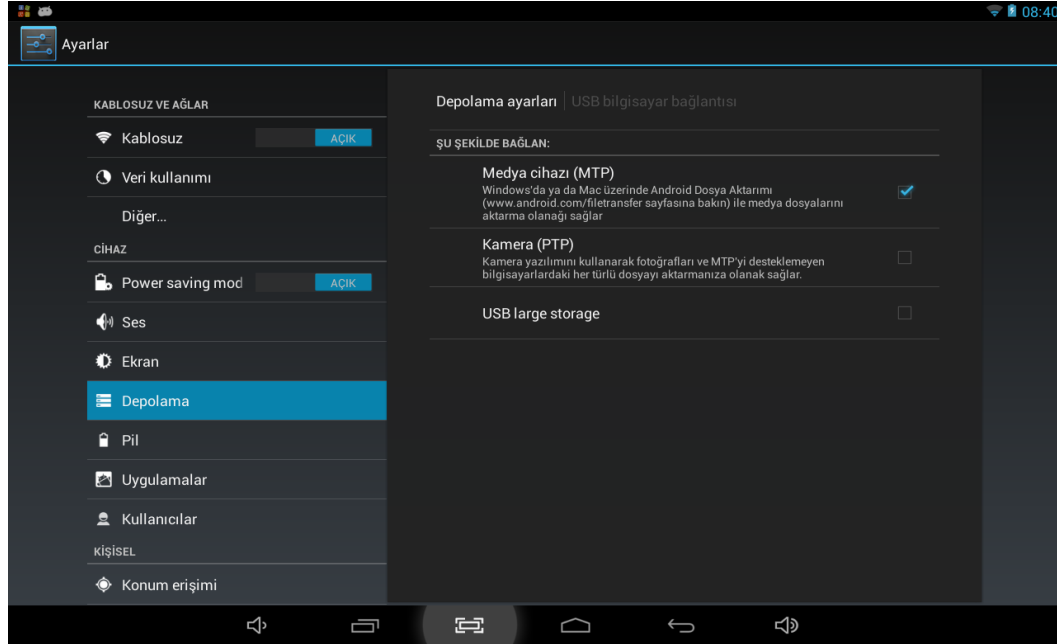 08:40
Ayarlar
KABLOSUZ VE AĞLAR
Kablosuz AÇIK
Veri kullanımı
Diğer...
CİHAZ
Power saving mod AÇIK
Ses
Ekran
Depolama
Pil
Uygulamalar
Kullanıcılar
KİŞİSEL
Konum erişimi
Depolama ayarları USB bilgisayar bağlantısı
ŞU ŞEKİLDE BAĞLAN:
Medya cihazı (MTP)
Windows'da ya da Mac üzerinde Android Dosya Aktarımı
(www.android.com/filetransfer sayfasına bakın) ile medya dosyalarını
aktarma olanağı sağlar
Kamera (PTP)
Kamera yazılımını kullanarak fotoğrafları ve MTP'yi desteklemeyen
bilgisayarlardaki her türlü dosyayı aktarmanıza olanak sağlar.
USB large storage